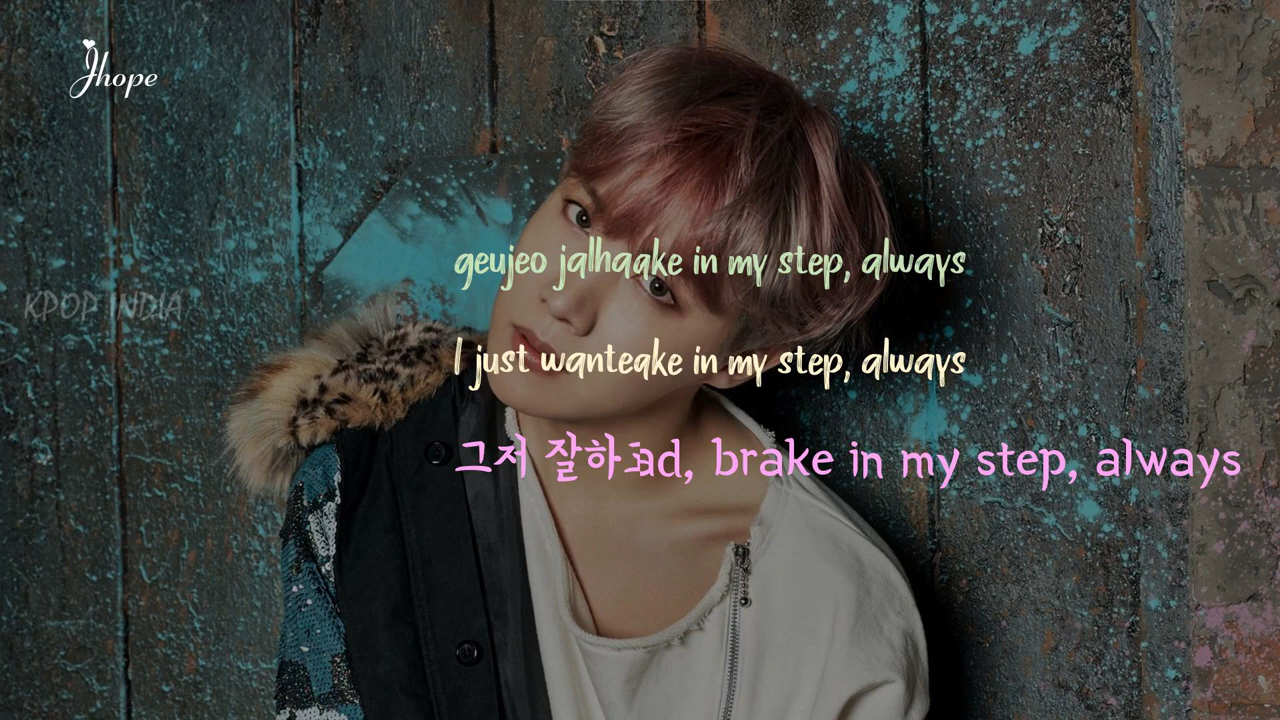 Jhope
KPOP INDIA
geujeo jalhaqke in my step, always
I just wanteake in my step, always
그저 잘하ad, brake in my step, always